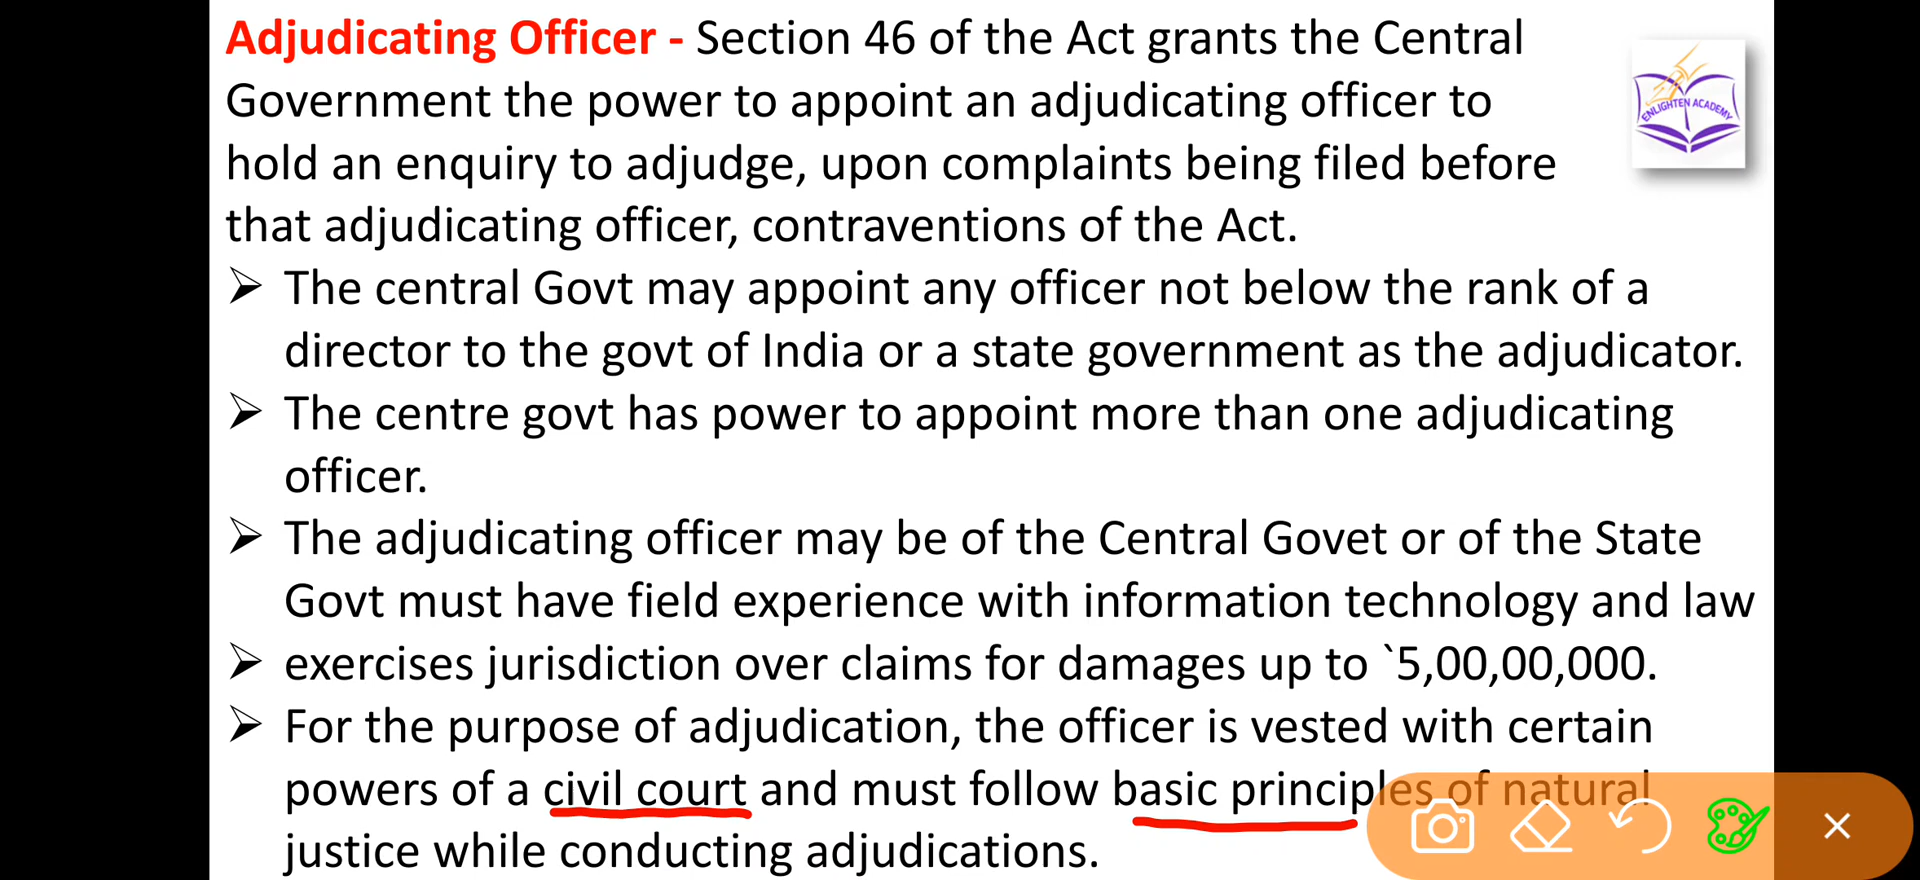 Adjudicating Officer - Section 46 of the Act grants the Central
Government the power to appoint an adjudicating officer to
hold an enquiry to adjudge, upon complaints being filed before
that adjudicating officer, contraventions of the Act.
ENLIGHTEN ACADEMY
➢ The central Govt may appoint any officer not below the rank of a
director to the govt of India or a state government as the adjudicator.
➢ The centre govt has power to appoint more than one adjudicating
officer.
➢ The adjudicating officer may be of the Central Govet or of the State
Govt must have field experience with information technology and law
➢ exercises jurisdiction over claims for damages up to `5,00,00,000.
➢ For the purpose of adjudication, the officer is vested with certain
powers of a civil court and must follow basic principles of natural
justice while conducting adjudications.